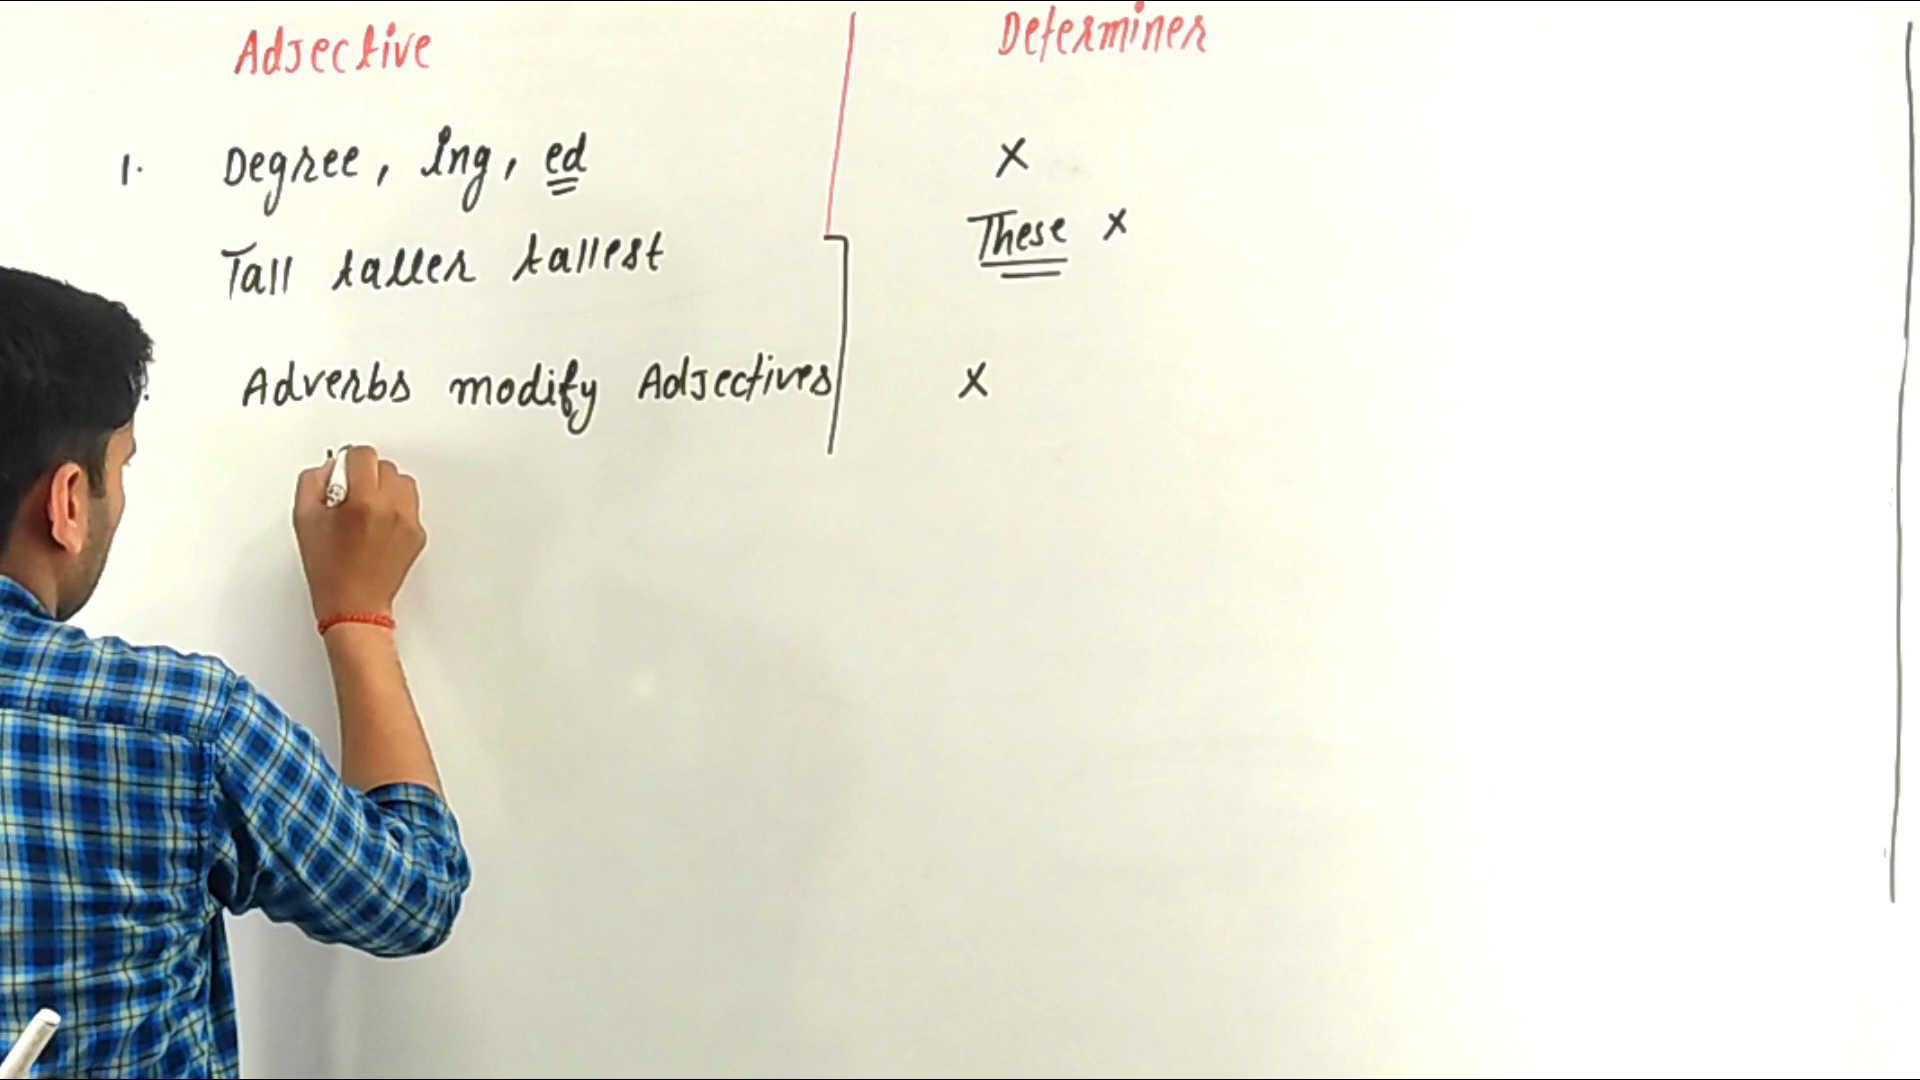 Adjective
Determiner
1. Degree, ing, ed
x
Tall taller tallest
These x
Adverbs modify Adjectives
x